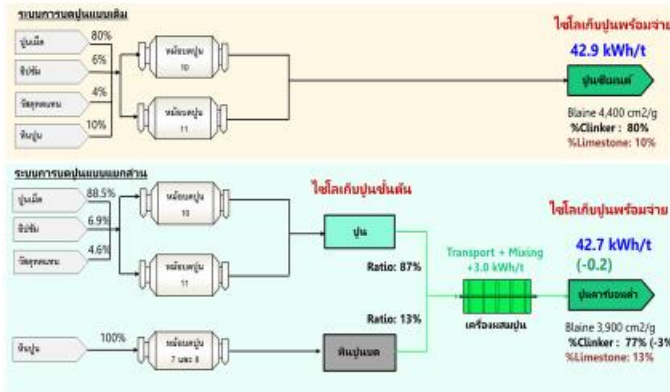 ระบบการบดปูนแบบเดิม
ปูนเม็ด
80%
ยิปซัม
6%
วัสดุทดแทน
4%
หินปูน
10%
หม้อบดปูน
10
หม้อบดปูน
11
ไซโลเก็บปูนพร้อมจ่าย
42.9 kWh/t
ปูนซีเมนต์
Blaine 4,400 cm2/g
%Clinker : 80%
%Limestone: 10%
ระบบการบดปูนแบบแยกส่วน
ปูนเม็ด
88.5%
ยิปซัม
6.9%
วัสดุทดแทน
4.6%
หม้อบดปูน
10
หม้อบดปูน
11
หินปูน
100%
หม้อบดปูน
7 และ 8
ไซโลเก็บปูนขั้นต้น
ปูน
Ratio: 87%
Ratio: 13%
หินปูนบด
Transport + Mixing
+3.0 kWh/t
เครื่องผสมปูน
ไซโลเก็บปูนพร้อมจ่าย
42.7 kWh/t
(-0.2)
ปูนคาร์บอนต่ำ
Blaine 3,900 cm2/g
%Clinker : 77% (-3%
%Limestone: 13%